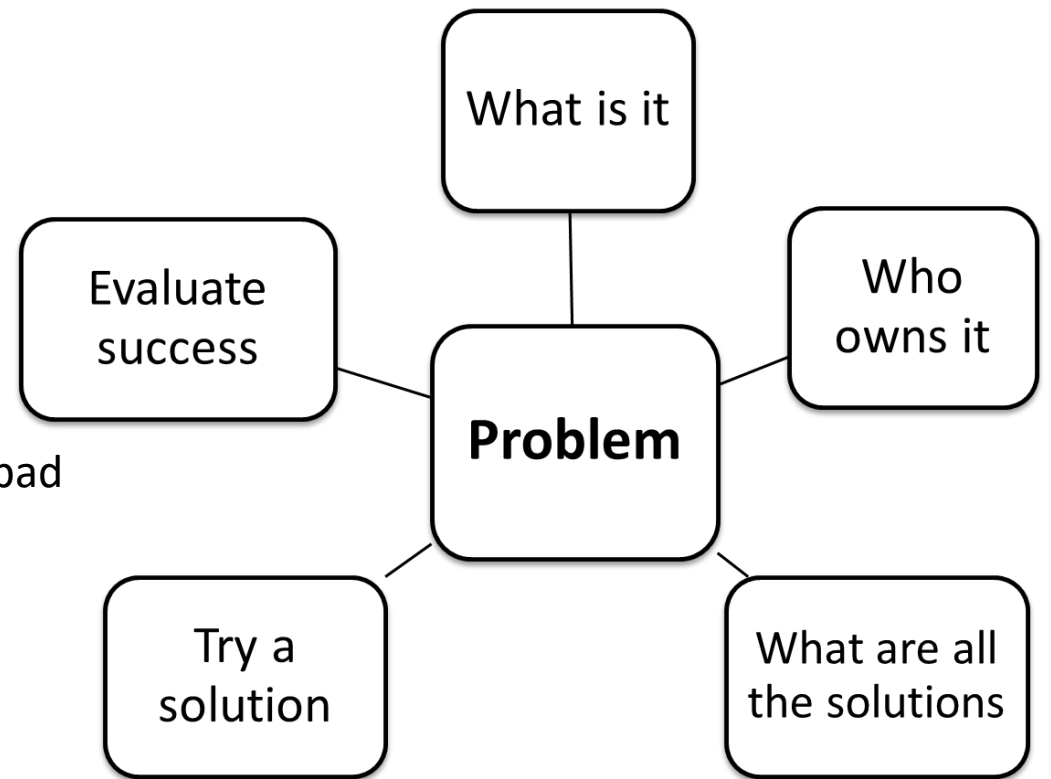 What is it
Who
owns it
What are all
the solutions
Try a
solution
Evaluate
success
Problem